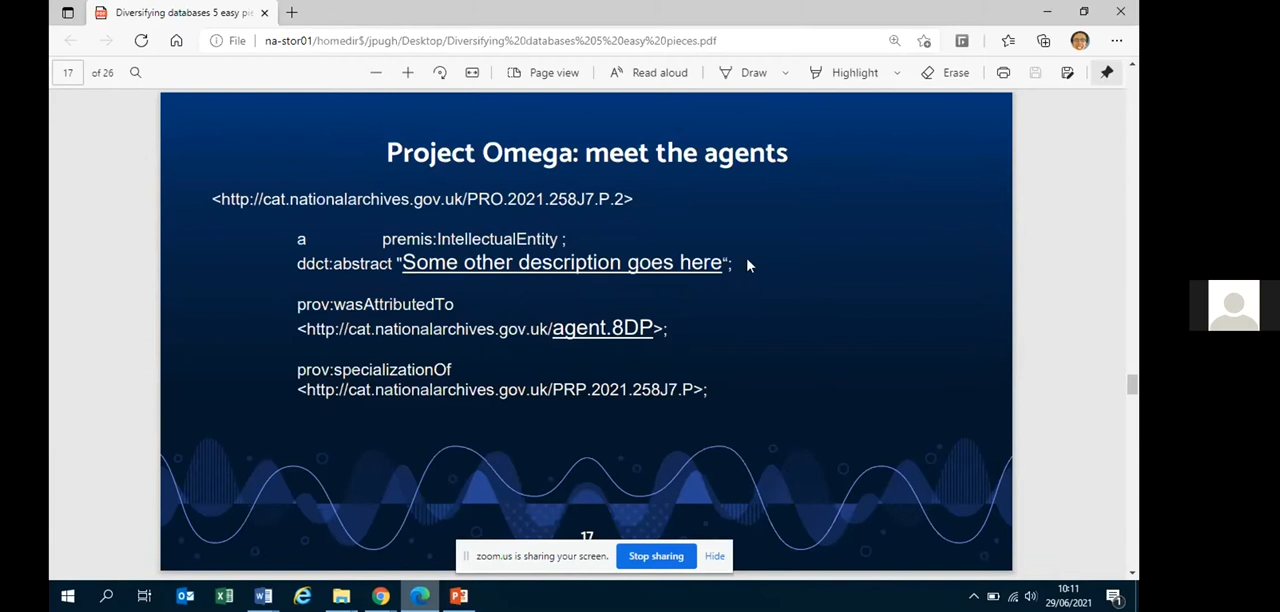 Diversifying databases 5 easy pi
File na-stor01/homedir$/jpugh/Desktop/Diversifying%20databases%205%20easy%20pieces.pdf
17 of 26 Page view Read aloud Draw Highlight Erase
Project Omega: meet the agents
<http://cat.nationalarchives.gov.uk/PRO.2021.258J7.P.2>
a premis:IntellectualEntity ;
ddct:abstract "Some other description goes here“;
prov:wasAttributedTo
<http://cat.nationalarchives.gov.uk/agent.8DP>;
prov:specializationOf
<http://cat.nationalarchives.gov.uk/PRP.2021.258J7.P>;
17
zoom.us is sharing your screen. Stop sharing Hide
10:11
29/06/2021